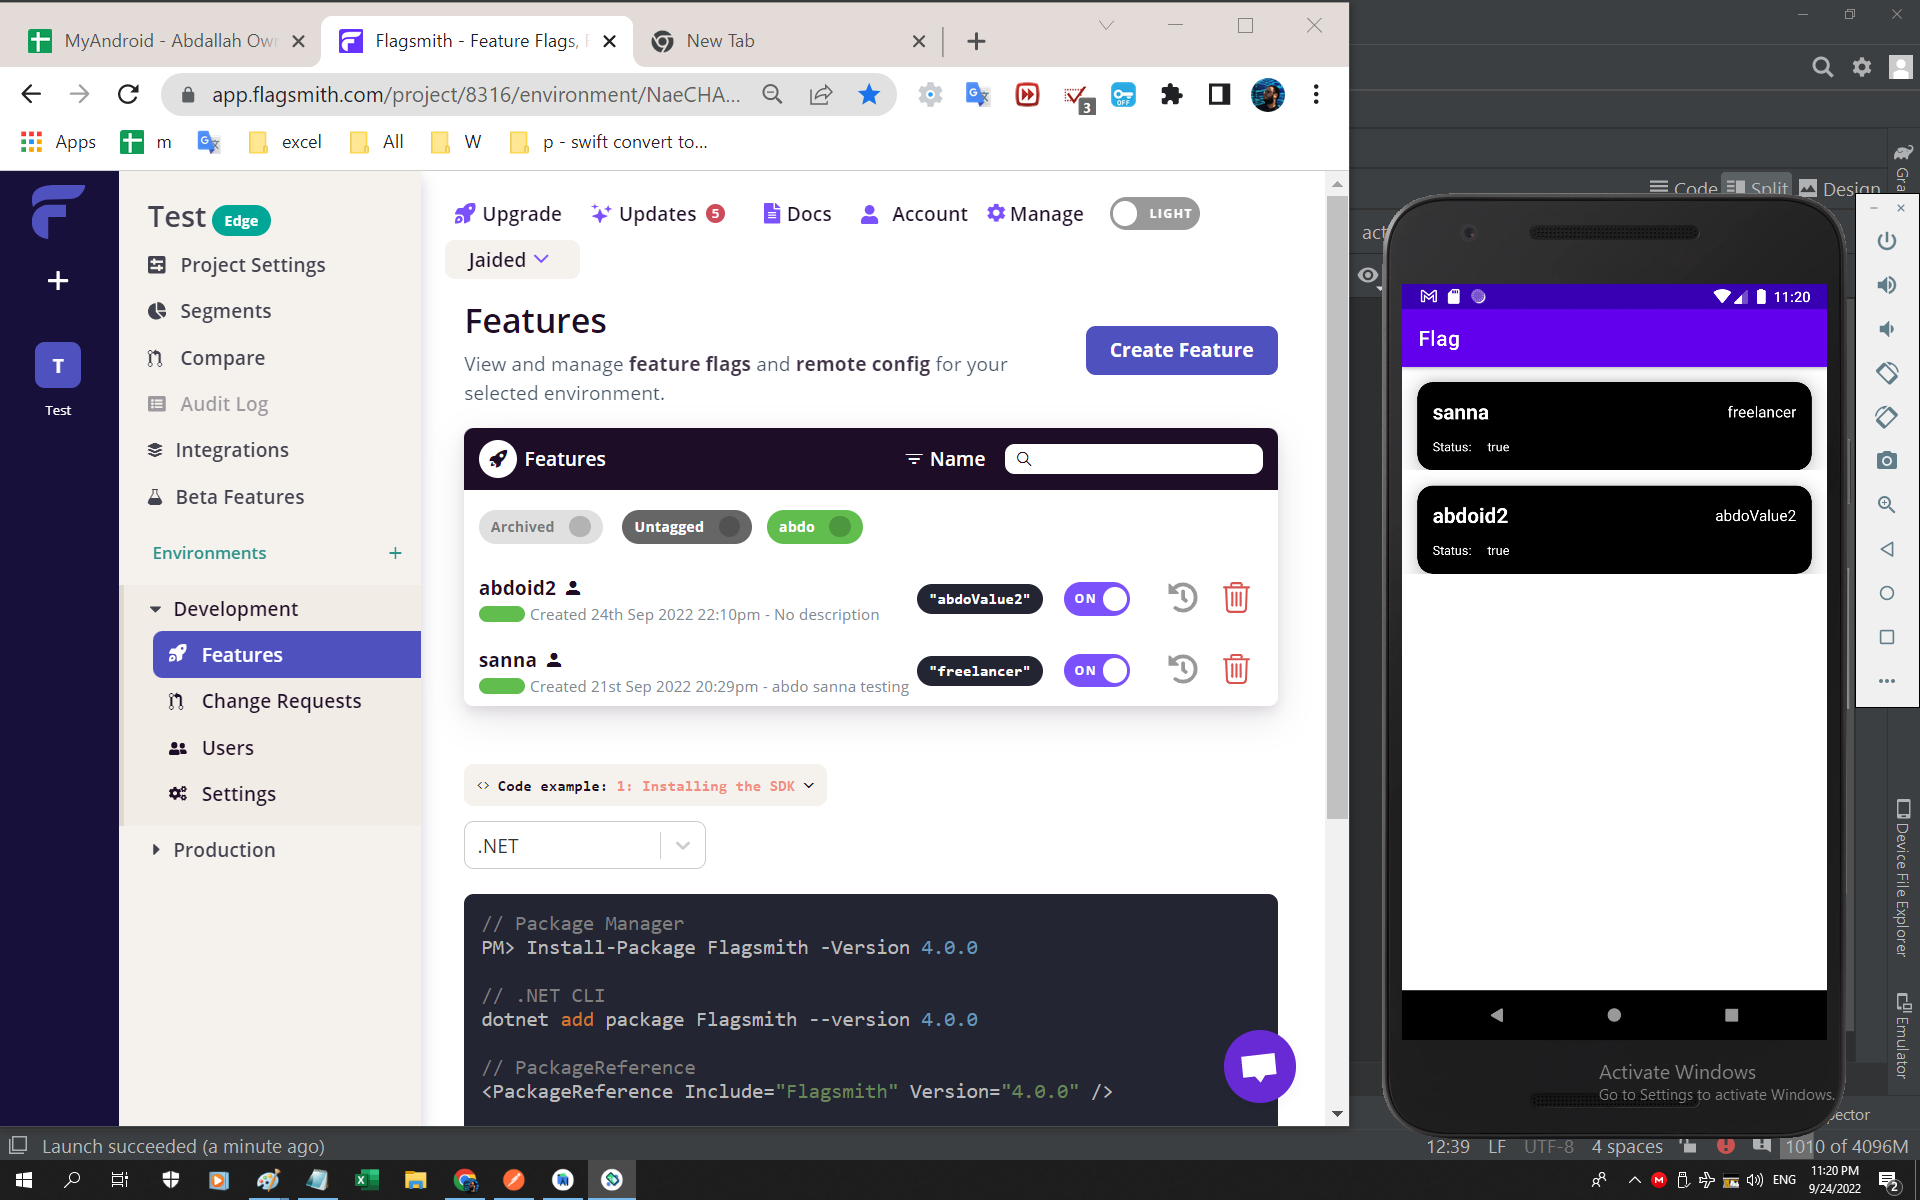 MyAndroid - Abdallah Own
Flagsmith - Feature Flags,
New Tab
app.flagsmith.com/project/8316/environment/NaeCHA...
3
OFF
Apps
m
excel
All
W
p - swift convert to...
Test Edge
Project Settings
Segments
Compare
Audit Log
Integrations
Beta Features
Environments +
Development
Features
Change Requests
Users
Settings
Production
T
Test
Upgrade
Updates 5
Docs
Account
Manage
LIGHT
Jaided
Features
View and manage feature flags and remote config for your
selected environment.
Create Feature
Features
Name
Archived
Untagged
abdo
abdoid2
Created 24th Sep 2022 22:10pm - No description
"abdoValue2"
ON
sanna
Created 21st Sep 2022 20:29pm - abdo sanna testing
"freelancer"
ON
<> Code example: 1: Installing the SDK
.NET
// Package Manager
PM> Install-Package Flagsmith -Version 4.0.0
// .NET CLI
dotnet add package Flagsmith --version 4.0.0
// PackageReference
<PackageReference Include="Flagsmith" Version="4.0.0" />
Code
Split
Design
Gra
act
11:20
Flag
sanna
freelancer
Status: true
abdoid2
abdoValue2
Status: true
Device File Explorer
Emulator
Activate Windows
Go to Settings to activate Windows.
pector
Launch succeeded (a minute ago)
12:39 LF UTF-8 4 spaces
1010 of 4096M
ENG
11:20 PM
9/24/2022
2